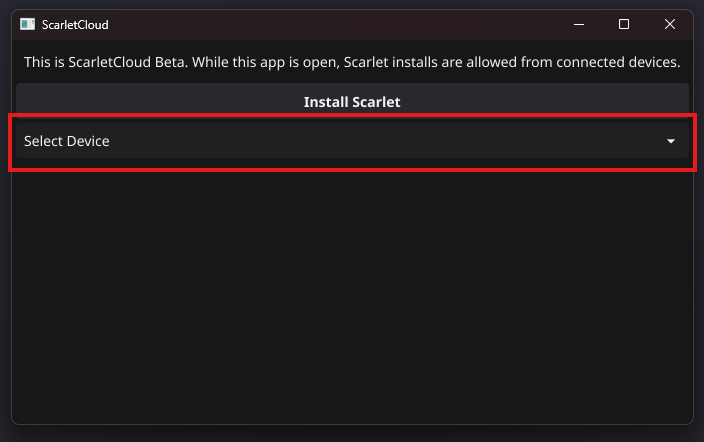 ScarletCloud
This is ScarletCloud Beta. While this app is open, Scarlet installs are allowed from connected devices.
Install Scarlet
Select Device